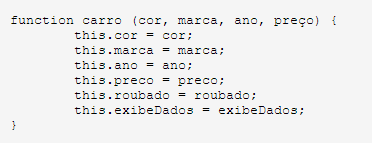 function carro (cor, marca, ano, preço) {
this.cor = cor;
this.marca = marca;
this.ano = ano;
this.preco = preco;
this.roubado = roubado;
this.exibeDados = exibeDados;
}